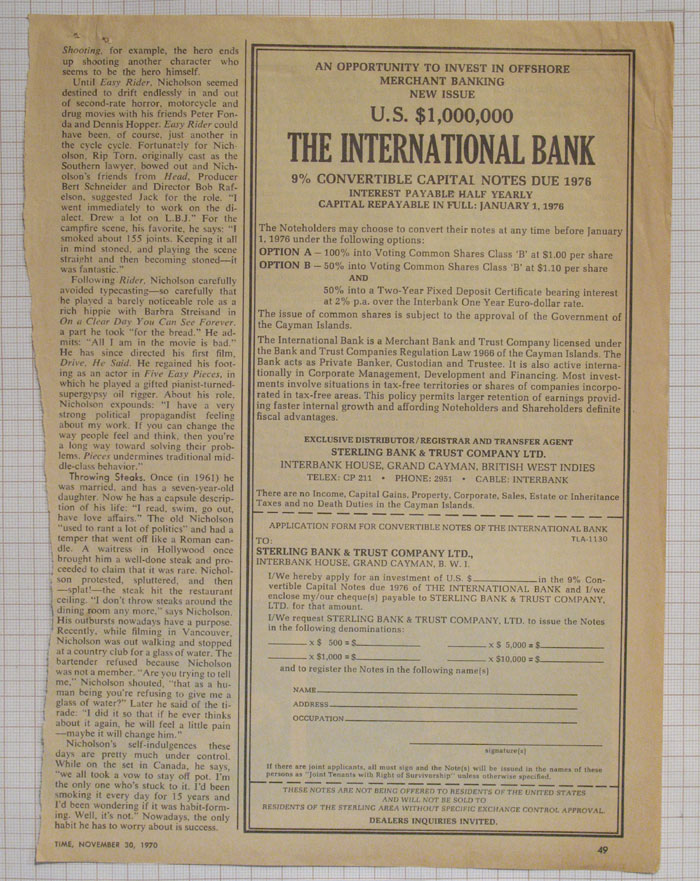 Shooting, for example, the hero ends
up shooting another character who
seems to be the hero himself.
Until Easy Rider, Nicholson seemed
destined to drift endlessly in and out
of second-rate horror, motorcycle and
drug movies with his friends Peter Fon-
da and Dennis Hopper. Easy Rider could
have been, of course, just another in
the cycle cycle. Fortunately for Nich-
olson, Rip Torn, originally cast as the
Southern lawyer, bowed out and Nich-
olson's friends from Head, Producer
Bert Schneider and Director Bob Raf-
elson, suggested Jack for the role. "I
went immediately to work on the di-
alect. Drew a lot on L.B.J." For the
campfire scene, his favorite, he says: "I
smoked about 155 joints. Keeping it all
in mind stoned, and playing the scene
straight and then becoming stoned—it
was fantastic."
Following Rider, Nicholson carefully
avoided typecasting—so carefully that
he played a barely noticeable role as a
rich hippie with Barbra Streisand in
On a Clear Day You Can See Forever,
a part he took "for the bread." He ad-
mits: "All I am in the movie is bad."
He has since directed his first film,
Drive, He Said. He regained his foot-
ing as an actor in Five Easy Pieces, in
which he played a gifted pianist-turned-
supergypsy oil rigger. About his role,
Nicholson expounds: "I have a very
strong political propagandist feeling
about my work. If you can change the
way people feel and think, then you're
a long way toward solving their prob-
lems. Pieces undermines traditional mid-
dle-class behavior."
Throwing Steaks. Once (in 1961) he
was married, and has a seven-year-old
daughter. Now he has a capsule descrip-
tion of his life: "I read, swim, go out,
have love affairs." The old Nicholson
"used to rant a lot of politics" and had a
temper that went off like a Roman can-
dle. A waitress in Hollywood once
brought him a well-done steak and pro-
ceeded to claim that it was rare. Nichol-
son protested, spluttered, and then
—splat!—the steak hit the restaurant
ceiling. "I don't throw steaks around the
dining room any more," says Nicholson.
His outbursts nowadays have a purpose.
Recently, while filming in Vancouver,
Nicholson was out walking and stopped
at a country club for a glass of water. The
bartender refused because Nicholson
was not a member. "Are you trying to tell
me," Nicholson shouted, "that as a hu-
man being you're refusing to give me a
glass of water?" Later he said of the ti-
rade: "I did it so that if he ever thinks
about it again, he will feel a little pain
—maybe it will change him."
Nicholson's self-indulgences these
days are pretty much under control.
While on the set in Canada, he says,
"we all took a vow to stay off pot. I'm
the only one who's stuck to it. I'd been
smoking it every day for 15 years and
I'd been wondering if it was habit-form-
ing. Well, it's not." Nowadays, the only
habit he has to worry about is success.
AN OPPORTUNITY TO INVEST IN OFFSHORE
MERCHANT BANKING
NEW ISSUE
U.S. $1,000,000
THE INTERNATIONAL BANK
9% CONVERTIBLE CAPITAL NOTES DUE 1976
INTEREST PAYABLE HALF YEARLY
CAPITAL REPAYABLE IN FULL: JANUARY 1, 1976
The Noteholders may choose to convert their notes at any time before January
1, 1976 under the following options:
OPTION A – 100% into Voting Common Shares Class 'B' at $1.00 per share
OPTION B – 50% into Voting Common Shares Class 'B' at $1.10 per share
AND
50% into a Two-Year Fixed Deposit Certificate bearing interest
at 2% p.a. over the Interbank One Year Euro-dollar rate.
The issue of common shares is subject to the approval of the Government of
the Cayman Islands.
The International Bank is a Merchant Bank and Trust Company licensed under
the Bank and Trust Companies Regulation Law 1966 of the Cayman Islands. The
Bank acts as Private Banker, Custodian and Trustee. It is also active interna-
tionally in Corporate Management, Development and Financing. Most invest-
ments involve situations in tax-free territories or shares of companies incorpo-
rated in tax-free areas. This policy permits larger retention of earnings provid-
ing faster internal growth and affording Noteholders and Shareholders definite
fiscal advantages.
EXCLUSIVE DISTRIBUTOR/REGISTRAR AND TRANSFER AGENT
STERLING BANK & TRUST COMPANY LTD.
INTERBANK HOUSE, GRAND CAYMAN, BRITISH WEST INDIES
TELEX: CP 211 • PHONE: 2951 • CABLE: INTERBANK
There are no Income, Capital Gains, Property, Corporate, Sales, Estate or Inheritance
Taxes and no Death Duties in the Cayman Islands.
APPLICATION FORM FOR CONVERTIBLE NOTES OF THE INTERNATIONAL BANK
TO: TLA-1130
STERLING BANK & TRUST COMPANY LTD.,
INTERBANK HOUSE, GRAND CAYMAN, B. W. I.
I/We hereby apply for an investment of U.S. $ in the 9% Con-
vertible Capital Notes due 1976 of THE INTERNATIONAL BANK and I/we
enclose my/our cheque(s) payable to STERLING BANK & TRUST COMPANY,
LTD. for that amount.
I/We request STERLING BANK & TRUST COMPANY, LTD. to issue the Notes
in the following denominations:
x $ 500 = $ x $ 5,000 = $
x $1,000 = $ x $10,000 = $
and to register the Notes in the following name(s)
NAME
ADDRESS
OCCUPATION
signature(s)
If there are joint applicants, all most sign and the Note(s) will be issued in the names of these
persons as "Joint Tenants with Right of Survivorship" unless otherwise specified.
THESE NOTES ARE NOT BEING OFFERED TO RESIDENTS OF THE UNITED STATES
AND WILL NOT BE SOLD TO
RESIDENTS OF THE STERLING AREA WITHOUT SPECIFIC EXCHANGE CONTROL APPROVAL.
DEALERS INQUIRIES INVITED.
TIME, NOVEMBER 30, 1970
49